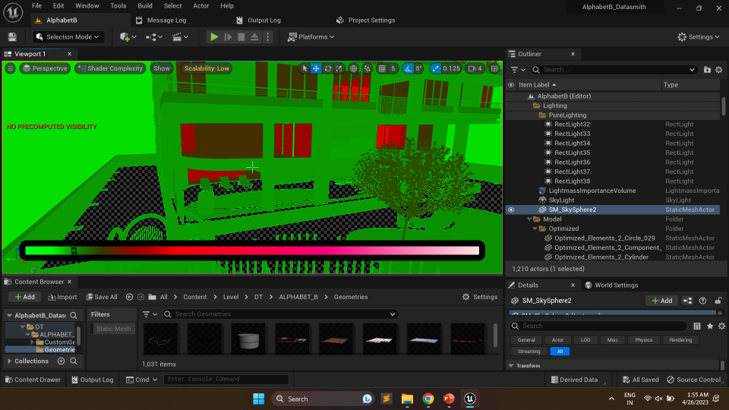 File Edit Window Tools Build Select Actor Help
AlphabetB_Datasmith
AlphabetB
Message Log
Output Log
Project Settings
Selection Mode
Platforms
Settings
Viewport 1
Perspective
Shader Complexity
Show
Scalability: Low
5
5°
0.125
4
NO PRECOMPUTED VISIBILITY
Outliner
Search
Item Label
Type
AlphabetB (Editor)
Lighting
PureLighting
RectLight32 RectLight
RectLight33 RectLight
RectLight34 RectLight
RectLight35 RectLight
RectLight36 RectLight
RectLight37 RectLight
RectLight38 RectLight
LightmassImportanceVolume LightmassImporta
SkyLight SkyLight
SM_SkySphere2 StaticMeshActor
Model Folder
Optimized Folder
Optimized_Elements_2_Circle_029 StaticMeshActor
Optimized_Elements_2_Component_ StaticMeshActor
Optimized_Elements_2_Cylinder StaticMeshActor
1,210 actors (1 selected)
Details
World Settings
SM_SkySphere2
Add
Search
General Actor LOD Misc Physics Rendering
Streaming All
Transform
Content Browser
Add
Import
Save All
All
Content
Level
DT
ALPHABET_B
Geometries
Settings
AlphabetB_Datas
DT
ALPHABET_
CustomGe
Geometrie
Collections
Filters
Static Mesh
Search Geometries
1,031 items
Content Drawer
Output Log
Cmd
Enter Console Command
Derived Data
All Saved
Source Control
Search
ENG
IN
1:55 AM
4/26/2023